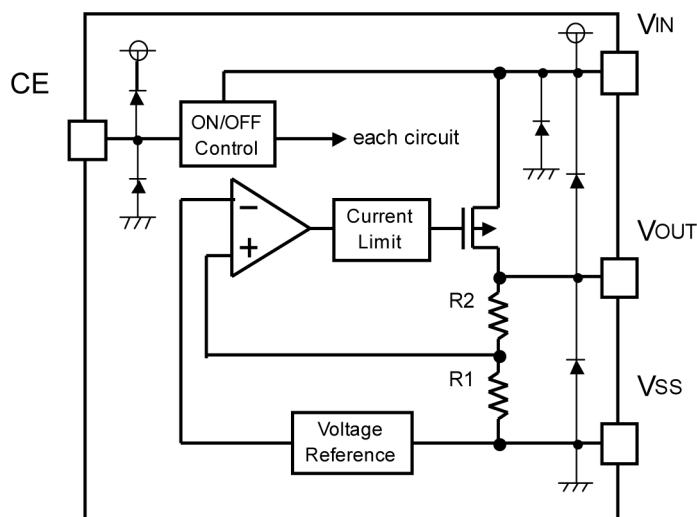 VIN
CE
ON/OFF
Control
each circuit
−
+
Current
Limit
VOUT
R2
R1
VSS
Voltage
Reference